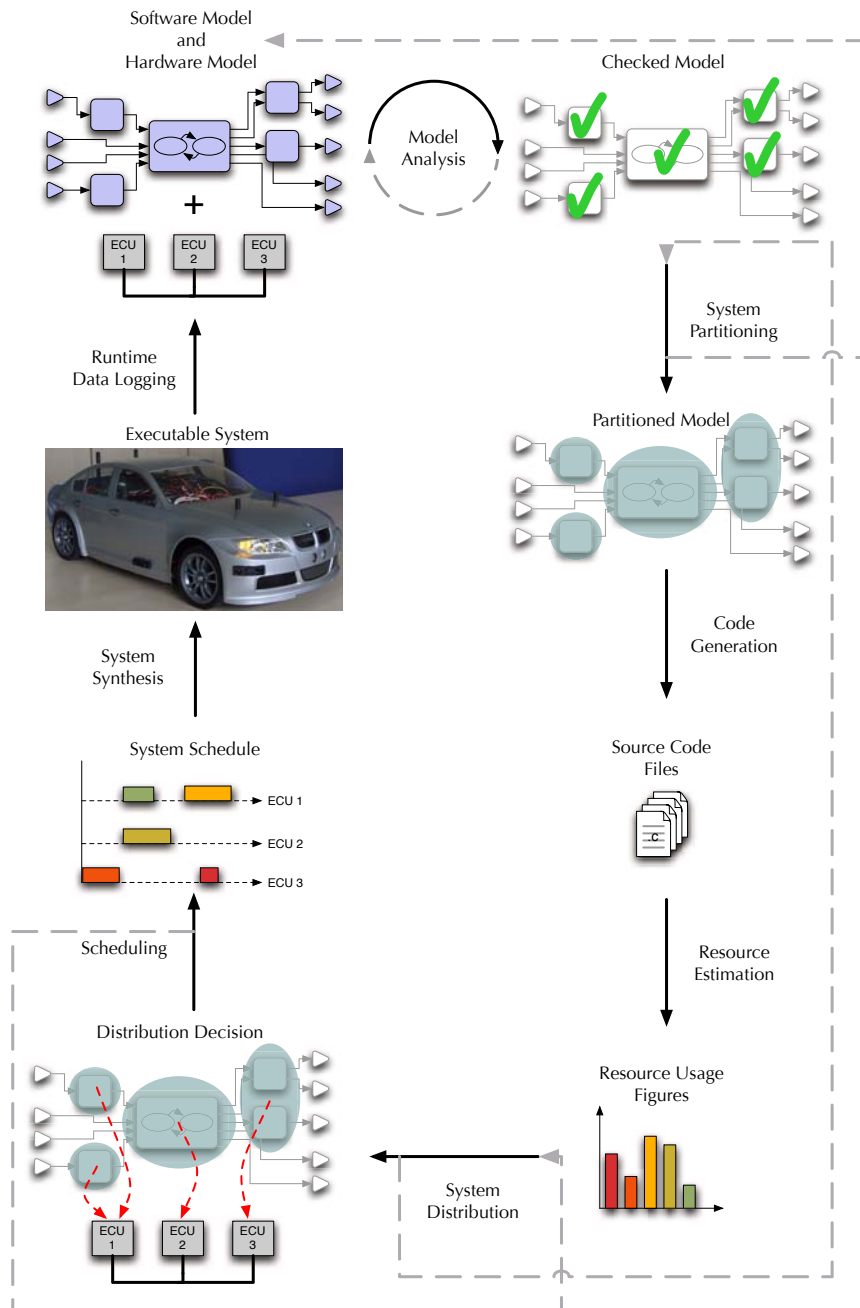 Software Model
and
Hardware Model
Checked Model
Model
Analysis
+
ECU
1
ECU
2
ECU
3
System
Partitioning
Runtime
Data Logging
Partitioned Model
Executable System
Code
Generation
System
Synthesis
System Schedule
ECU 1
ECU 2
ECU 3
Source Code
Files
.C
Scheduling
Resource
Estimation
Distribution Decision
Resource Usage
Figures
System
Distribution
ECU
1
ECU
2
ECU
3